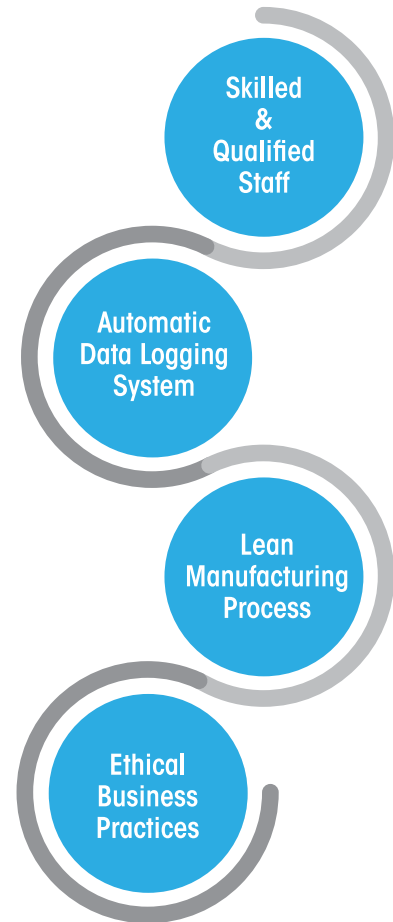 Skilled
&
Qualified
Staff
Automatic
Data Logging
System
Lean
Manufacturing
Process
Ethical
Business
Practices